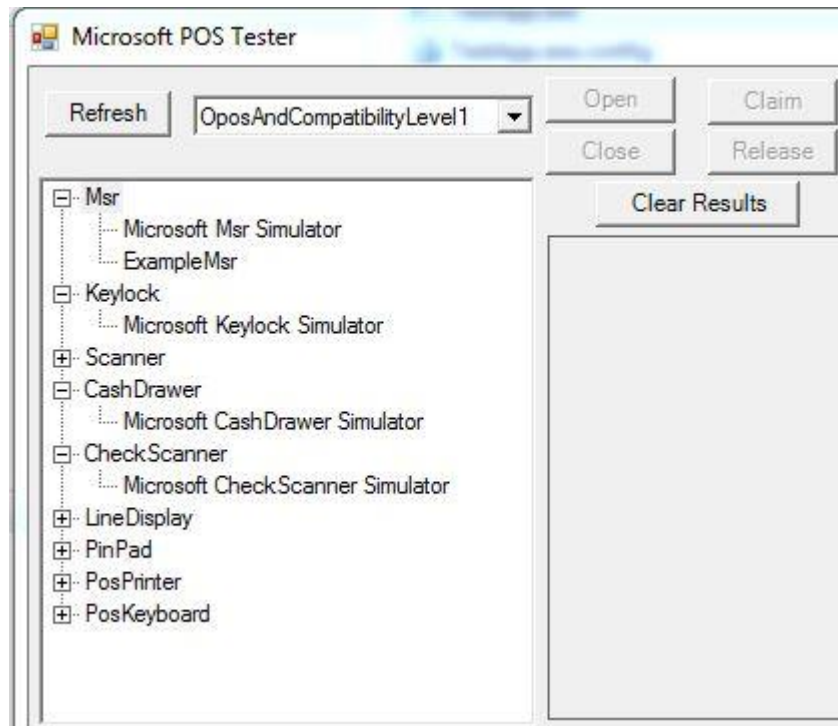 Microsoft POS Tester
Refresh
OposAndCompatibilityLevel1
Open
Claim
Close
Release
Clear Results
Msr
Microsoft Msr Simulator
ExampleMsr
Keylock
Microsoft Keylock Simulator
Scanner
CashDrawer
Microsoft CashDrawer Simulator
CheckScanner
Microsoft CheckScanner Simulator
LineDisplay
PinPad
PosPrinter
PosKeyboard